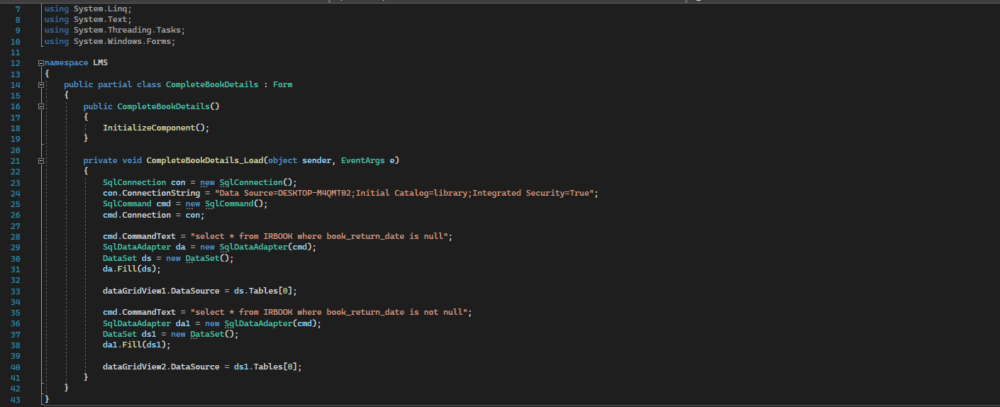 7 using System.Linq;
8 using System.Text;
9 using System.Threading.Tasks;
10 using System.Windows.Forms;
11
12 namespace LMS
13 {
14 public partial class CompleteBookDetails : Form
15 {
16 public CompleteBookDetails()
17 {
18 InitializeComponent();
19 }
20
21 private void CompleteBookDetails_Load(object sender, EventArgs e)
22 {
23 SqlConnection con = new SqlConnection();
24 con.ConnectionString = "Data Source=DESKTOP-M4QMT02;Initial Catalog=library;Integrated Security=True";
25 SqlCommand cmd = new SqlCommand();
26 cmd.Connection = con;
27
28 cmd.CommandText = "select * from IRBOOK where book_return_date is null";
29 SqlDataAdapter da = new SqlDataAdapter(cmd);
30 DataSet ds = new DataSet();
31 da.Fill(ds);
32
33 dataGridView1.DataSource = ds.Tables[0];
34
35 cmd.CommandText = "select * from IRBOOK where book_return_date is not null";
36 SqlDataAdapter da1 = new SqlDataAdapter(cmd);
37 DataSet ds1 = new DataSet();
38 da1.Fill(ds1);
39
40 dataGridView2.DataSource = ds1.Tables[0];
41 }
42 }
43 }